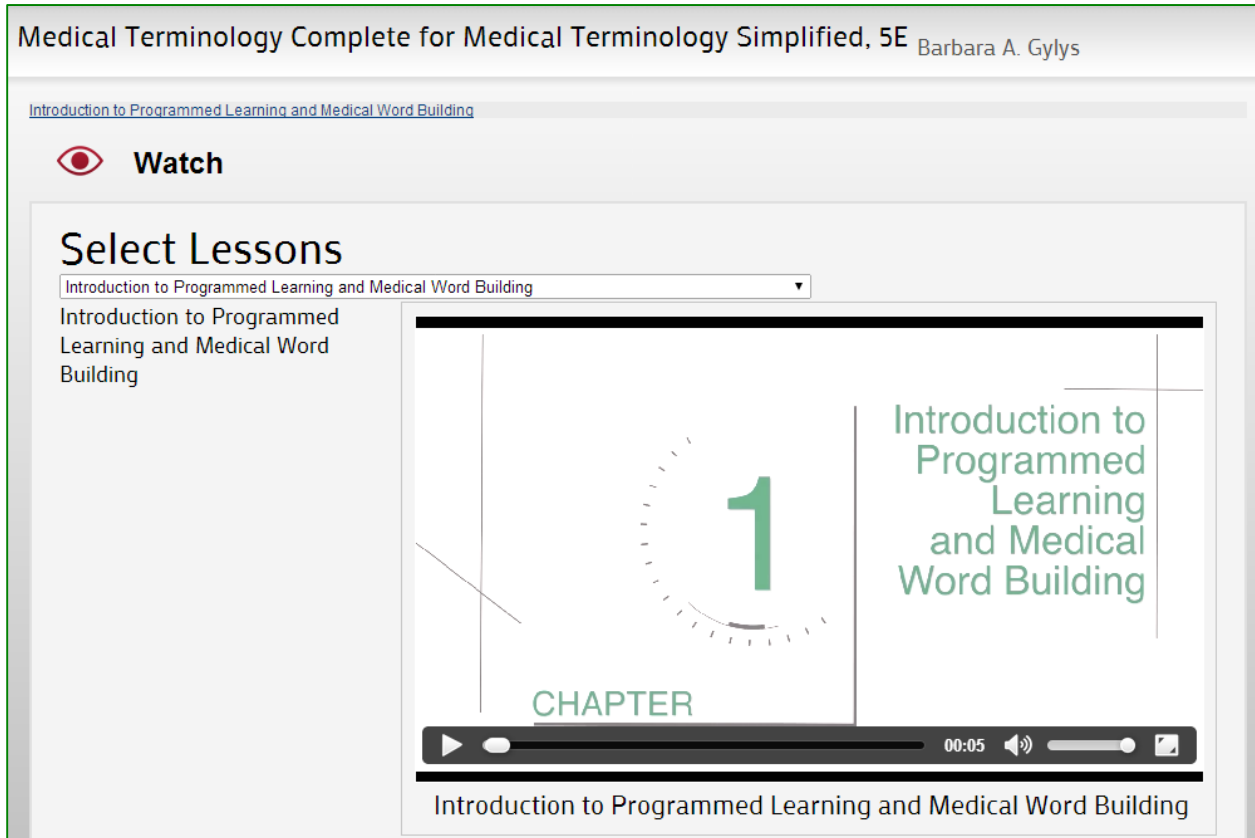 Medical Terminology Complete for Medical Terminology Simplified, 5E Barbara A. Gylys
Introduction to Programmed Learning and Medical Word Building
Watch
Select Lessons
Introduction to Programmed Learning and Medical Word Building
Introduction to Programmed
Learning and Medical Word
Building
Introduction to
Programmed
Learning
and Medical
Word Building
1
CHAPTER
00:05
Introduction to Programmed Learning and Medical Word Building